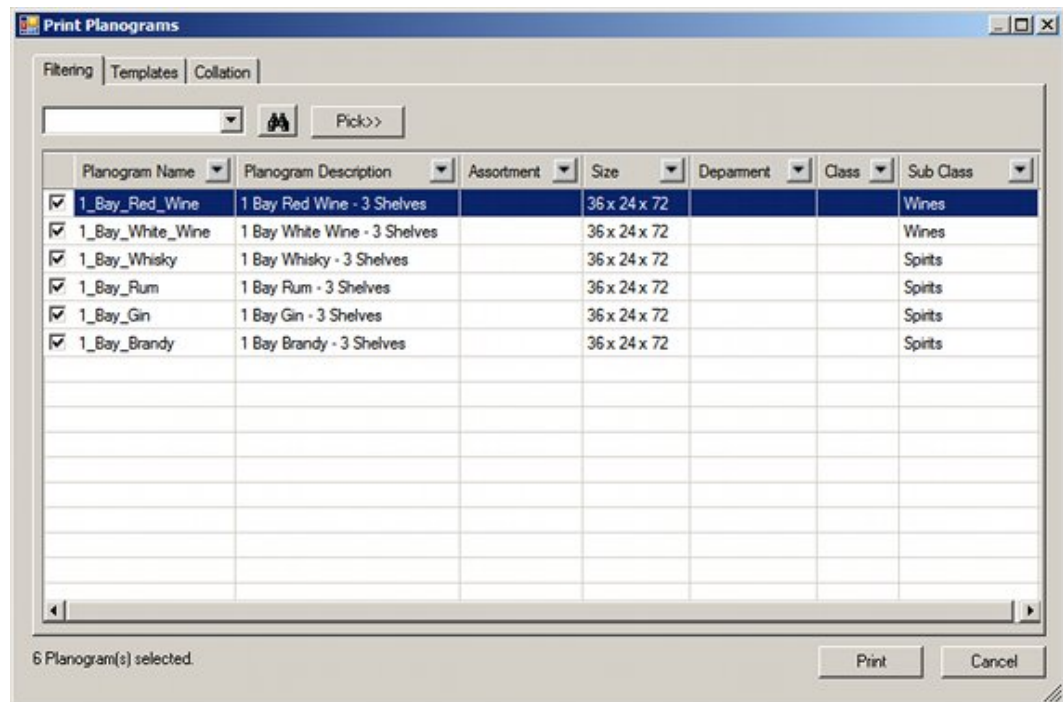 Print Planograms
Filtering Templates Collation
Pick>>
Planogram Name Planogram Description Assortment Size Deparment Class Sub Class
1_Bay_Red_Wine 1 Bay Red Wine - 3 Shelves 36 x 24 x 72 Wines
1_Bay_White_Wine 1 Bay White Wine - 3 Shelves 36 x 24 x 72 Wines
1_Bay_Whisky 1 Bay Whisky - 3 Shelves 36 x 24 x 72 Spirits
1_Bay_Rum 1 Bay Rum - 3 Shelves 36 x 24 x 72 Spirits
1_Bay_Gin 1 Bay Gin - 3 Shelves 36 x 24 x 72 Spirits
1_Bay_Brandy 1 Bay Brandy - 3 Shelves 36 x 24 x 72 Spirits
6 Planogram(s) selected. Print Cancel